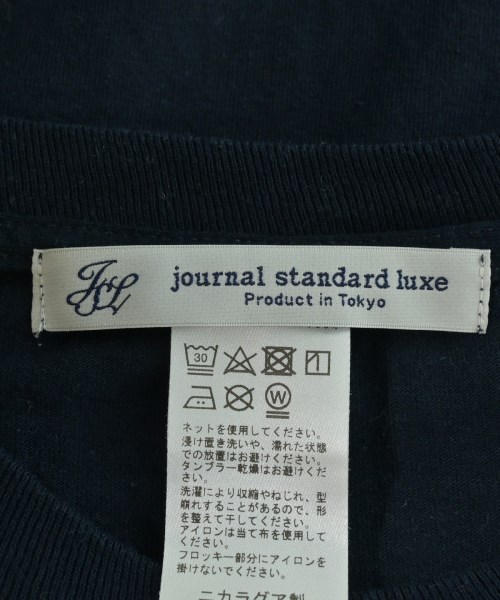 JSL journal standard luxe
Product in Tokyo
30
W
ネットを使用してください。
浸け置き洗いや、濡れた状態
での放置はお避けください。
タンブラー乾燥はお避けくださ
い。
洗濯により収縮やねじれ、型
崩れすることがあるので、形
を整えて干してください。
アイロンは当て布を使用して
ください。
フロッキー部分にアイロンを
掛けないでください。
ニカラグア製